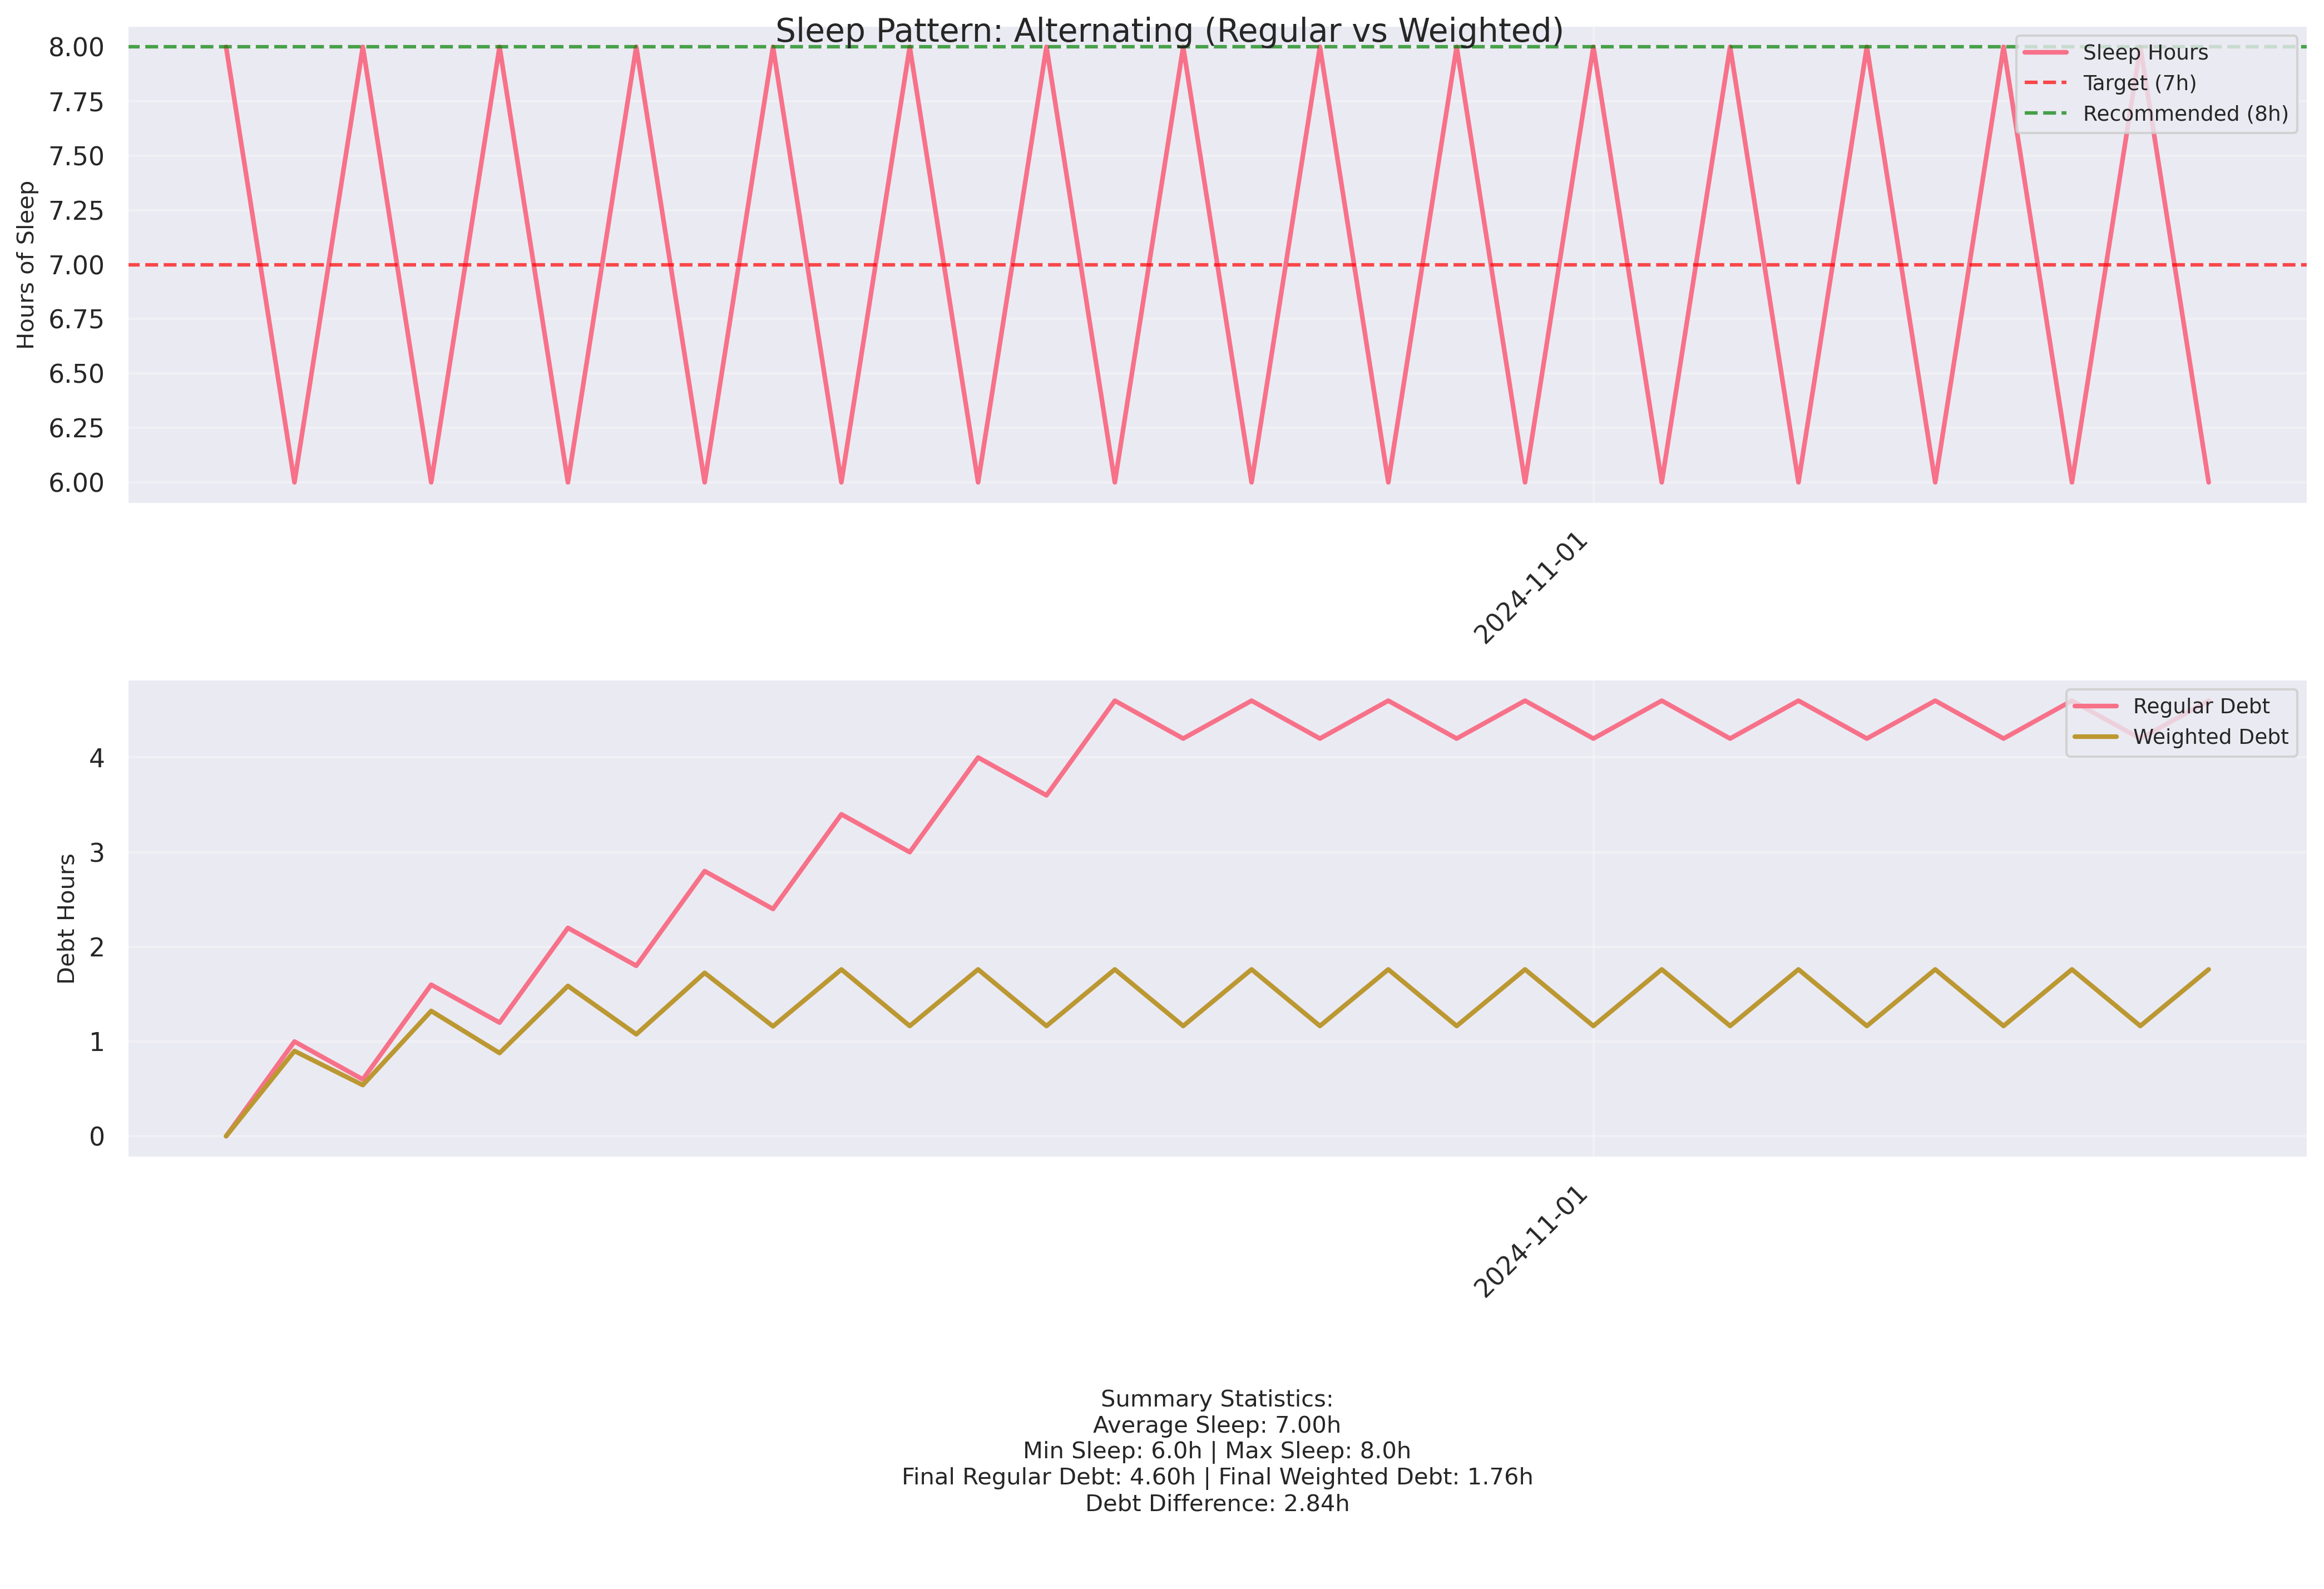 Sleep Pattern: Alternating (Regular vs Weighted)
8.00
7.75
7.50
7.25
7.00
6.75
6.50
6.25
6.00
Hours of Sleep
Sleep Hours
Target (7h)
Recommended (8h)
2024-11-01
4
3
2
1
0
Debt Hours
Regular Debt
Weighted Debt
2024-11-01
Summary Statistics:
Average Sleep: 7.00h
Min Sleep: 6.0h | Max Sleep: 8.0h
Final Regular Debt: 4.60h | Final Weighted Debt: 1.76h
Debt Difference: 2.84h